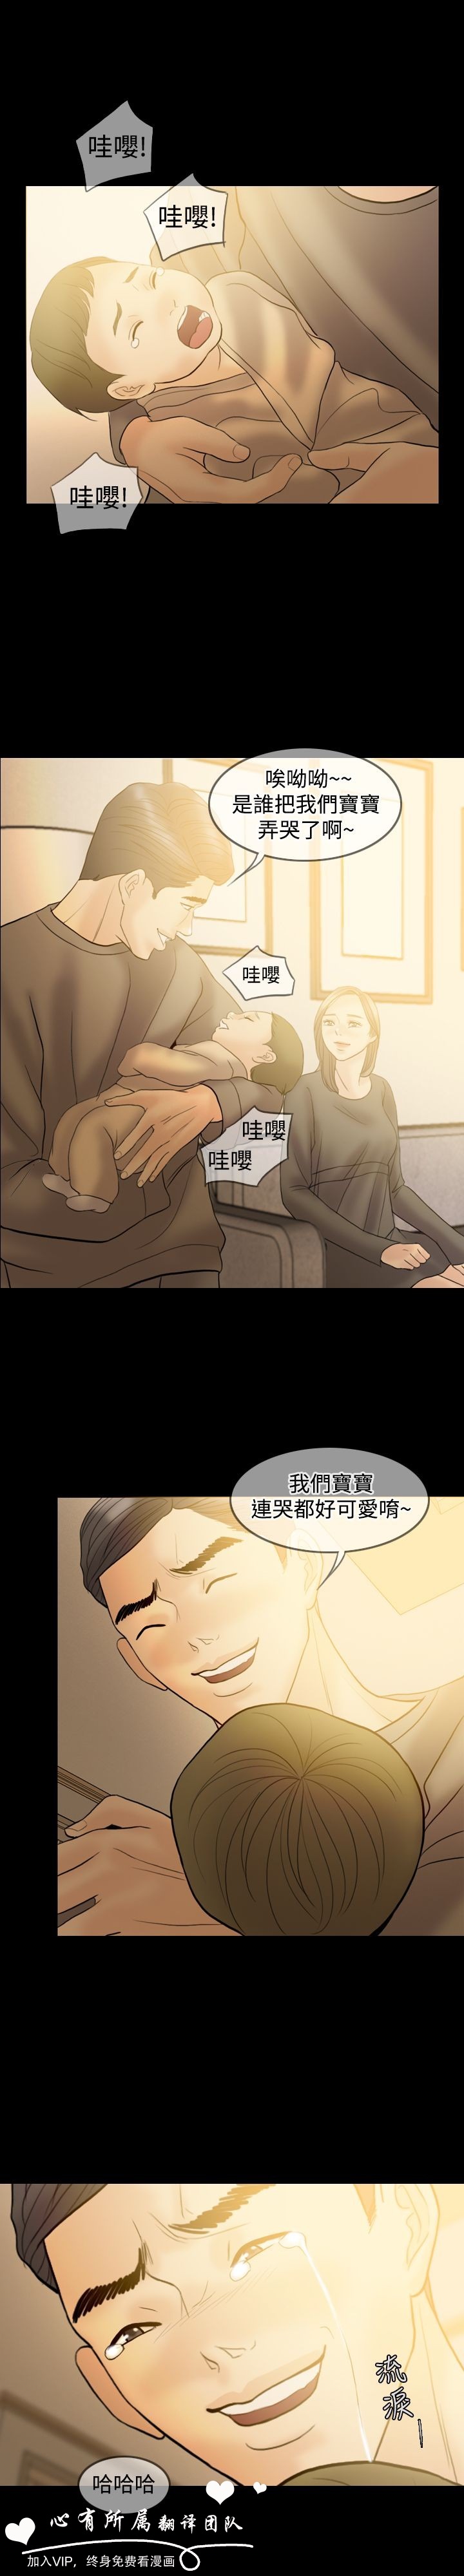 哇嚶!
哇嚶!
哇嚶!
唉呦呦~~
是誰把我們寶寶
弄哭了啊~
哇嚶
哇嚶
哇嚶
我們寶寶
連哭都好可愛唷~
流淚—
哈哈哈
心有所属翻译团队
加入VIP，终身免费看漫画